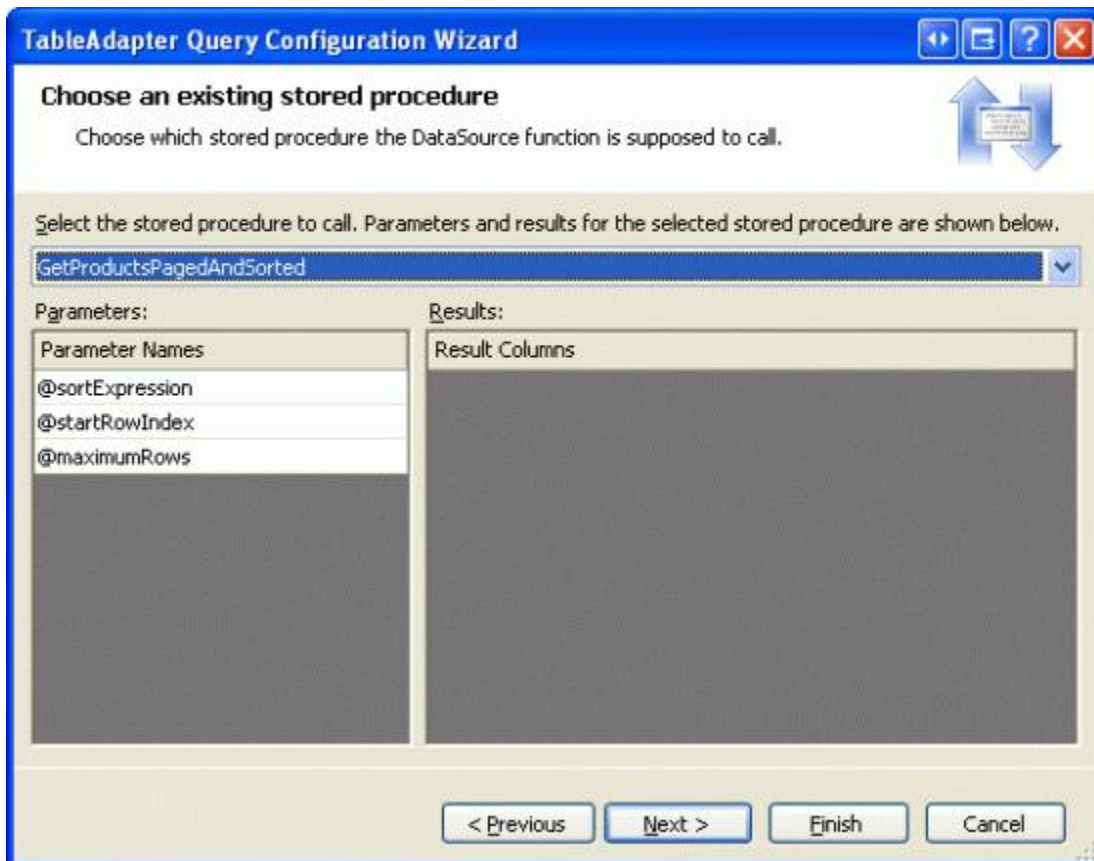 TableAdapter Query Configuration Wizard
Choose an existing stored procedure
Choose which stored procedure the DataSource function is supposed to call.
Select the stored procedure to call. Parameters and results for the selected stored procedure are shown below.
GetProductsPagedAndSorted
Parameters:
Results:
Parameter Names
Result Columns
@sortExpression
@startRowIndex
@maximumRows
< Previous
Next >
Finish
Cancel